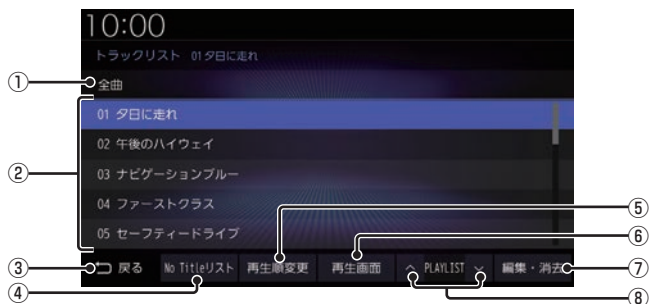 10:00
トラックリスト 01夕日に走れ
① 全曲
②
01 夕日に走れ
02 午後のハイウェイ
03 ナビゲーションブルー
04 ファーストクラス
05 セーフティードライブ
③ 戻る No Titleリスト 再生順変更 再生画面 PLAYLIST 編集・消去
④
⑤
⑥
⑦
⑧